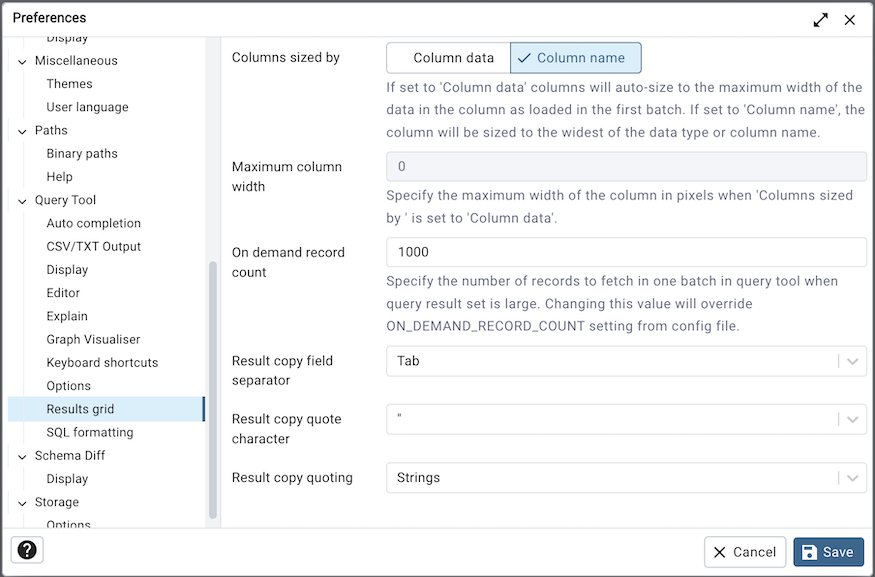 Preferences
Display
Miscellaneous
Themes
User language
Paths
Binary paths
Help
Query Tool
Auto completion
CSV/TXT Output
Display
Editor
Explain
Graph Visualiser
Keyboard shortcuts
Options
Results grid
SQL formatting
Schema Diff
Display
Storage
Options
Columns sized by
Column data
Column name
If set to 'Column data' columns will auto-size to the maximum width of the
data in the column as loaded in the first batch. If set to 'Column name', the
column will be sized to the widest of the data type or column name.
Maximum column
width
0
Specify the maximum width of the column in pixels when 'Columns sized
by ' is set to 'Column data'.
On demand record
count
1000
Specify the number of records to fetch in one batch in query tool when
query result set is large. Changing this value will override
ON_DEMAND_RECORD_COUNT setting from config file.
Result copy field
separator
Tab
Result copy quote
character
"
Result copy quoting
Strings
?
Cancel
Save